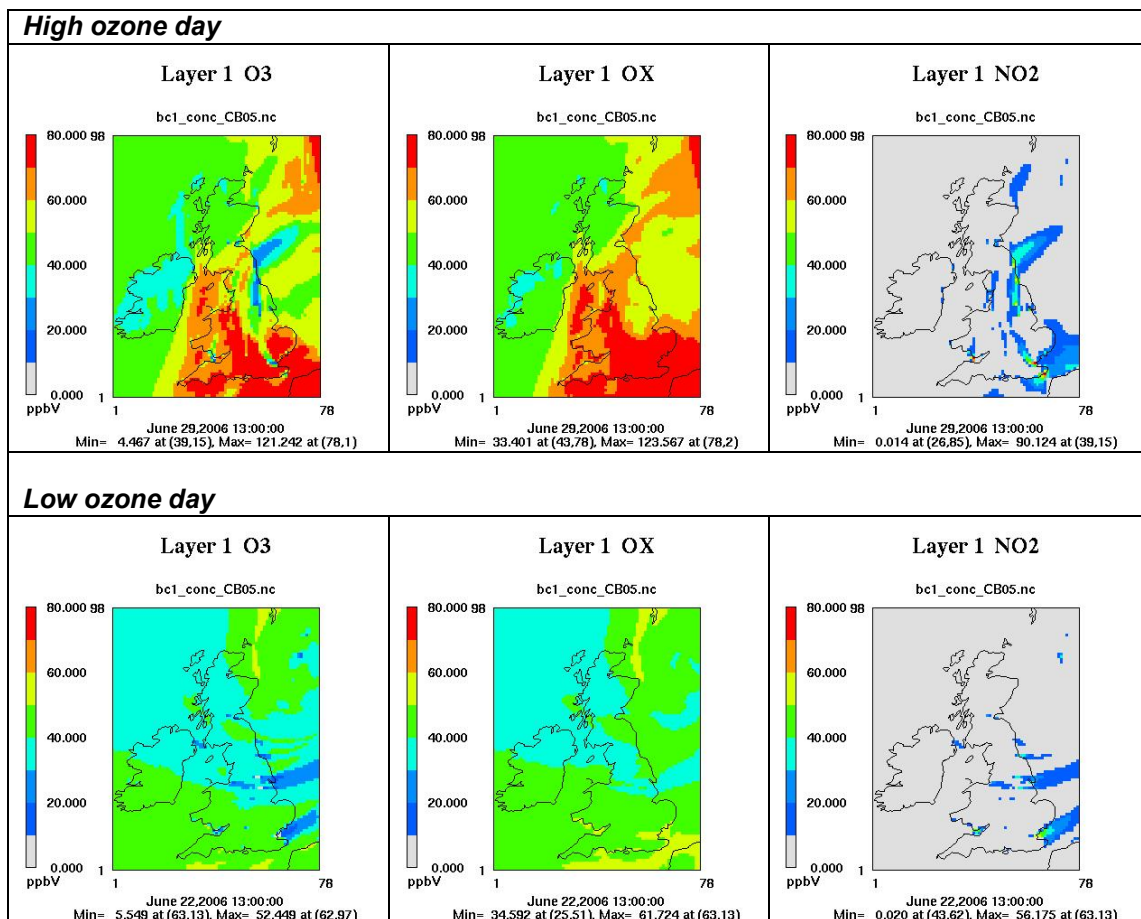 High ozone day
Layer 1 O3
bc1_conc_CB05.nc
80.000 98
60.000
40.000
20.000
0.000 1
ppbV
1 78
June 29,2006 13:00:00
Min= 4.467 at (39,15), Max= 121.242 at (78,1)
Layer 1 OX
bc1_conc_CB05.nc
80.000 98
60.000
40.000
20.000
0.000 1
ppbV
1 78
June 29,2006 13:00:00
Min= 33.401 at (43,78), Max= 123.567 at (78,2)
Layer 1 NO2
bc1_conc_CB05.nc
80.000 98
60.000
40.000
20.000
0.000 1
ppbV
1 78
June 29,2006 13:00:00
Min= 0.014 at (26,85), Max= 90.124 at (39,15)
Low ozone day
Layer 1 O3
bc1_conc_CB05.nc
80.000 98
60.000
40.000
20.000
0.000 1
ppbV
1 78
June 22,2006 13:00:00
Min= 5.549 at (63,13), Max= 52.449 at (62,97)
Layer 1 OX
bc1_conc_CB05.nc
80.000 98
60.000
40.000
20.000
0.000 1
ppbV
1 78
June 22,2006 13:00:00
Min= 34.592 at (25,51), Max= 61.724 at (63,13)
Layer 1 NO2
bc1_conc_CB05.nc
80.000 98
60.000
40.000
20.000
0.000 1
ppbV
1 78
June 22,2006 13:00:00
Min= 0.020 at (43,62), Max= 56.175 at (63,13)